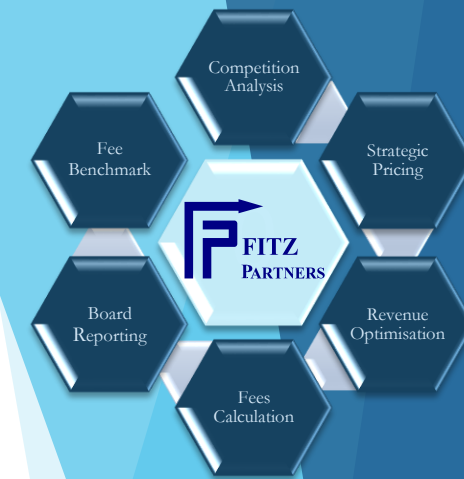 Competition
Analysis
Fee
Benchmark
Strategic
Pricing
FITZ
PARTNERS
Board
Reporting
Revenue
Optimisation
Fees
Calculation